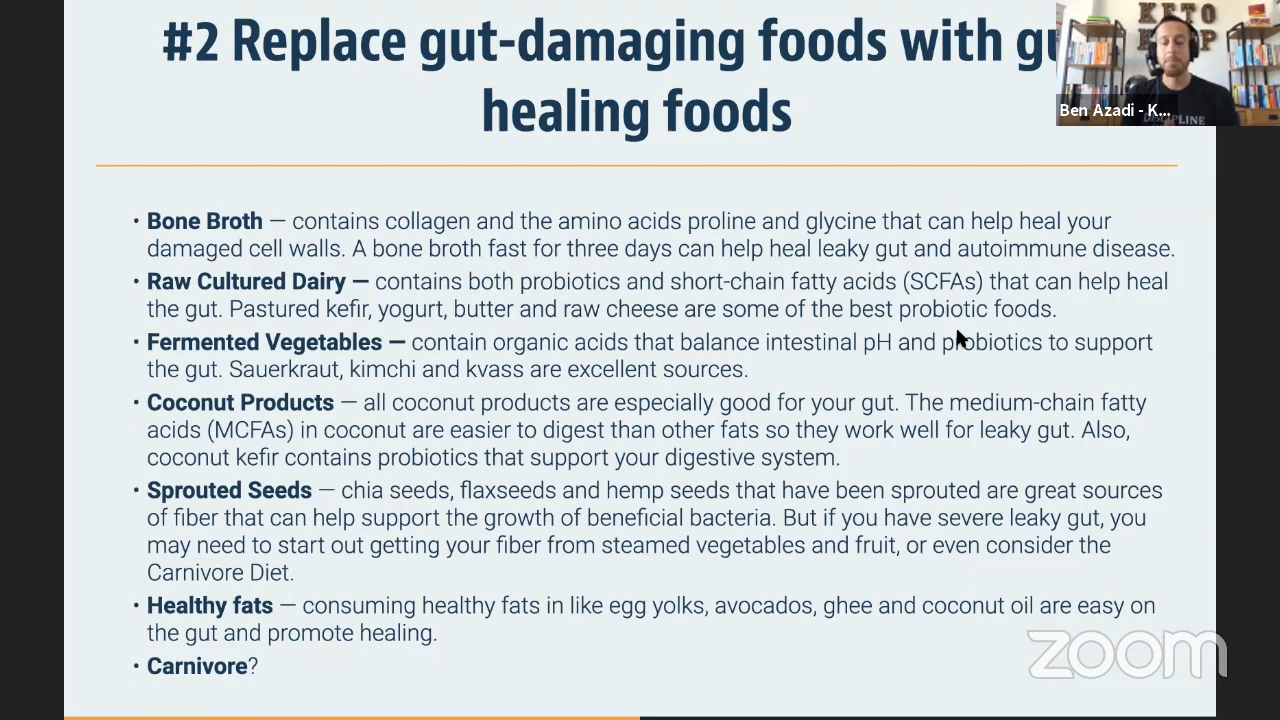 #2 Replace gut-damaging foods with gu
healing foods
KETO
K P
Ben Azadi - K...
DISCIPLINE
• Bone Broth — contains collagen and the amino acids proline and glycine that can help heal your
damaged cell walls. A bone broth fast for three days can help heal leaky gut and autoimmune disease.
• Raw Cultured Dairy — contains both probiotics and short-chain fatty acids (SCFAs) that can help heal
the gut. Pastured kefir, yogurt, butter and raw cheese are some of the best probiotic foods.
• Fermented Vegetables — contain organic acids that balance intestinal pH and probiotics to support
the gut. Sauerkraut, kimchi and kvass are excellent sources.
• Coconut Products — all coconut products are especially good for your gut. The medium-chain fatty
acids (MCFAs) in coconut are easier to digest than other fats so they work well for leaky gut. Also,
coconut kefir contains probiotics that support your digestive system.
• Sprouted Seeds — chia seeds, flaxseeds and hemp seeds that have been sprouted are great sources
of fiber that can help support the growth of beneficial bacteria. But if you have severe leaky gut, you
may need to start out getting your fiber from steamed vegetables and fruit, or even consider the
Carnivore Diet.
• Healthy fats — consuming healthy fats in like egg yolks, avocados, ghee and coconut oil are easy on
the gut and promote healing.
• Carnivore?
zoom